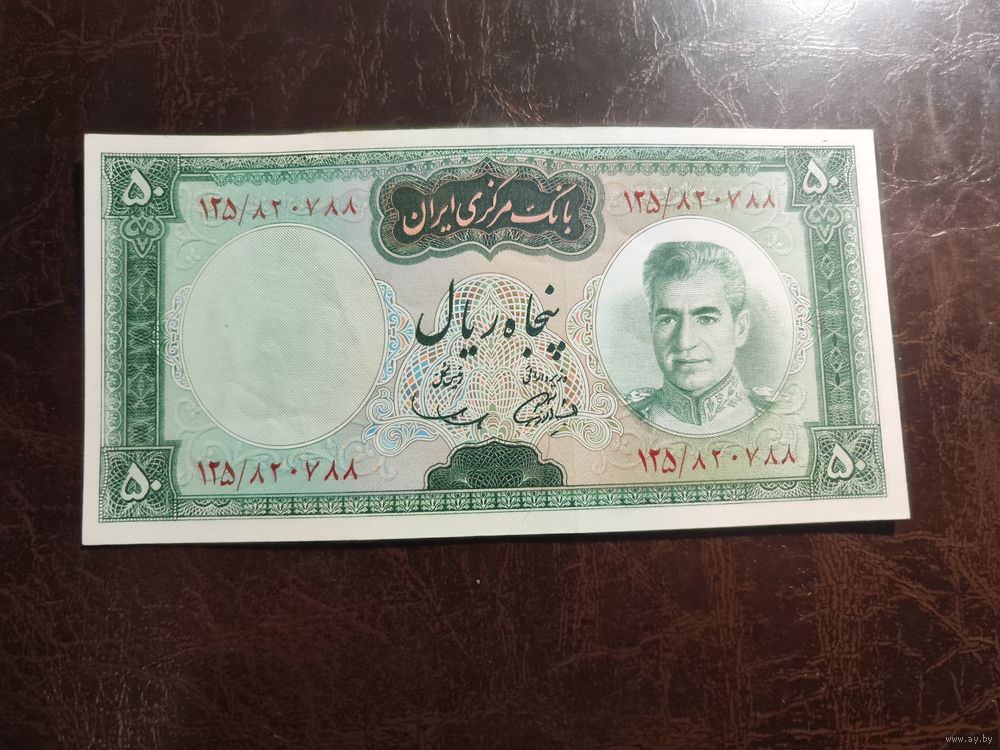 ۵۰ ۵۰
بانک مرکزی ایران
۱۲۵/۸۲۰۷۸۸ ۱۲۵/۸۲۰۷۸۸
پنجاه ریال
۱۲۵/۸۲۰۷۸۸ ۱۲۵/۸۲۰۷۸۸
۵۰ ۵۰
www.ay.by